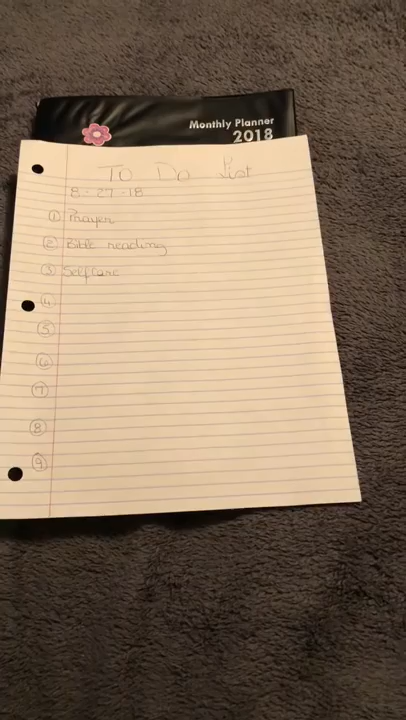 Monthly Planner
2018
To Do List
8-27-18
① Prayer
② Bible reading
③ Selfcare
④
⑤
⑥
⑦
⑧
⑨